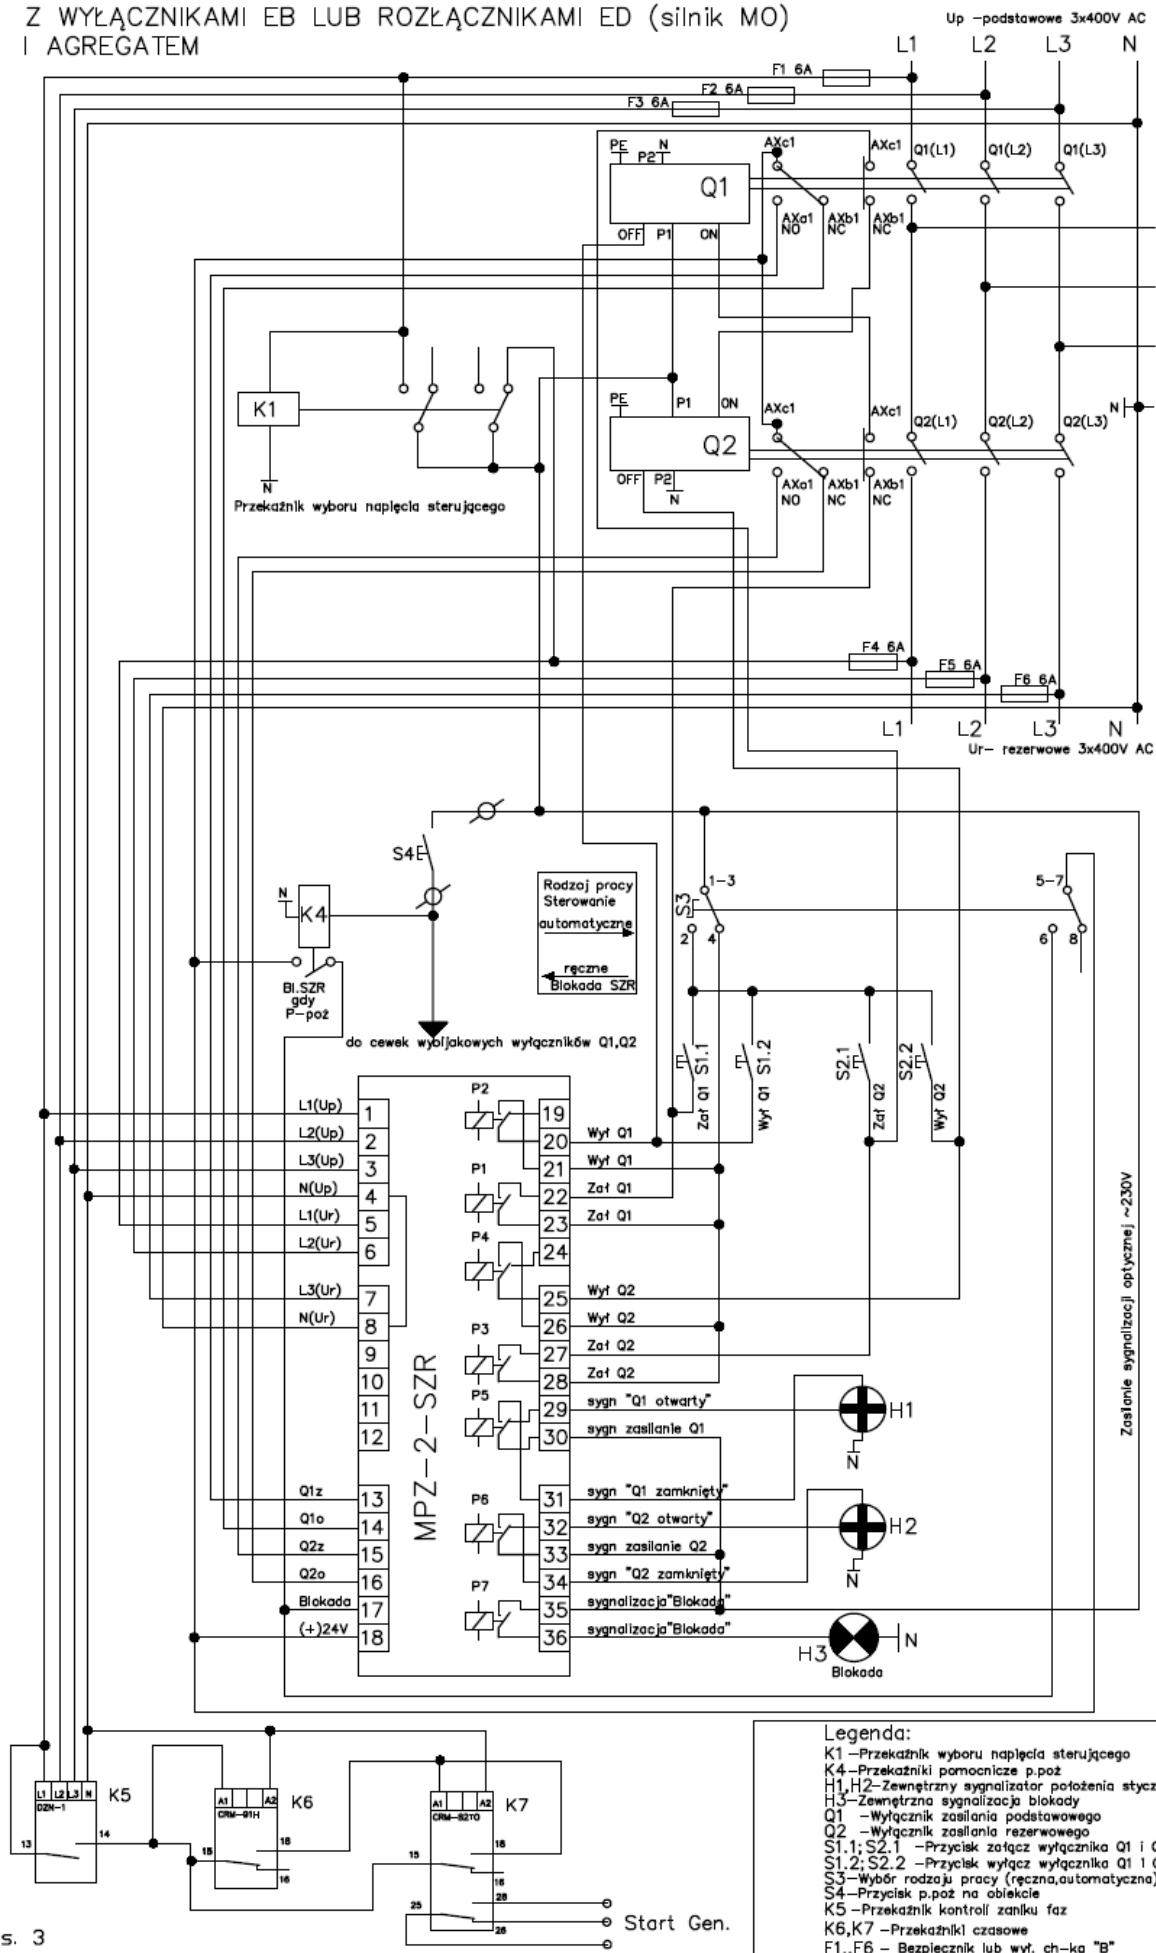 Z WYŁĄCZNIKAMI EB LUB ROZŁĄCZNIKAMI ED (silnik MO)
I AGREGATEM
Up -podstawowe 3x400V AC
L1 L2 L3 N
F1 6A
F2 6A
F3 6A
PE P2 N
Q1
OFF P1 ON
AXc1 AXc1 Q1(L1) Q1(L2) Q1(L3)
AXa1 NO AXb1 NC AXb1 NC
K1
N
Przekaźnik wyboru napięcia sterującego
PE P1 ON
Q2
OFF P2 N
AXc1 AXc1 Q2(L1) Q2(L2) Q2(L3)
N
AXa1 NO AXb1 NC AXb1 NC
F4 6A
F5 6A
F6 6A
L1 L2 L3 N
Ur- rezerwowe 3x400V AC
S4
N K4
Bl.SZR
gdy
P-poż
do cewek wybijakowych wyłączników Q1,Q2
Rodzaj pracy
Sterowanie
automatyczne
ręczne
Blokada SZR
S3 1-3 5-7
2 4 6 8
S1.1 S1.2 S2.1 S2.2
Zał Q1 Wył Q1 Zał Q2 Wył Q2
Zasilanie sygnalizacji optycznej ~230V
MPZ-2-SZR
L1(Up) 1
L2(Up) 2
L3(Up) 3
N(Up) 4
L1(Ur) 5
L2(Ur) 6
L3(Ur) 7
N(Ur) 8
9
10
11
12
Q1z 13
Q1o 14
Q2z 15
Q2o 16
Blokada 17
(+)24V 18
P2 19
20 Wył Q1
21 Wył Q1
P1 22 Zał Q1
23 Zał Q1
P4 24
25 Wył Q2
26 Wył Q2
P3 27 Zał Q2
28 Zał Q2
P5 29 sygn "Q1 otwarty"
30 sygn zasilanie Q1
31 sygn "Q1 zamknięty"
P6 32 sygn "Q2 otwarty"
33 sygn zasilanie Q2
34 sygn "Q2 zamknięty"
P7 35 sygnalizacja"Blokada"
36 sygnalizacja"Blokada"
H1
N
H2
N
H3 N
Blokada
L1 L2 L3 N K5
DZN-1
13 14
A1 A2 K6
CRM-91H
15 18
16
A1 A2 K7
CRM-82TO
15 18
16
28
25
26
Start Gen.
s. 3
Legenda:
K1 -Przekaźnik wyboru napięcia sterującego
K4-Przekaźniki pomocnicze p.poż
H1,H2-Zewnętrzny sygnalizator położenia stycz
H3-Zewnętrzna sygnalizacja blokady
Q1 -Wyłącznik zasilania podstawowego
Q2 -Wyłącznik zasilania rezerwowego
S1.1; S2.1 -Przycisk załącz wyłącznika Q1 i Q
S1.2; S2.2 -Przycisk wyłącz wyłącznika Q1 i Q
S3-Wybór rodzaju pracy (ręczna,automatyczna)
S4-Przycisk p.poż na obiekcie
K5 -Przekaźnik kontroli zaniku faz
K6,K7 -Przekaźniki czasowe
F1..F6 - Bezpiecznik lub wył. ch-ka "B"